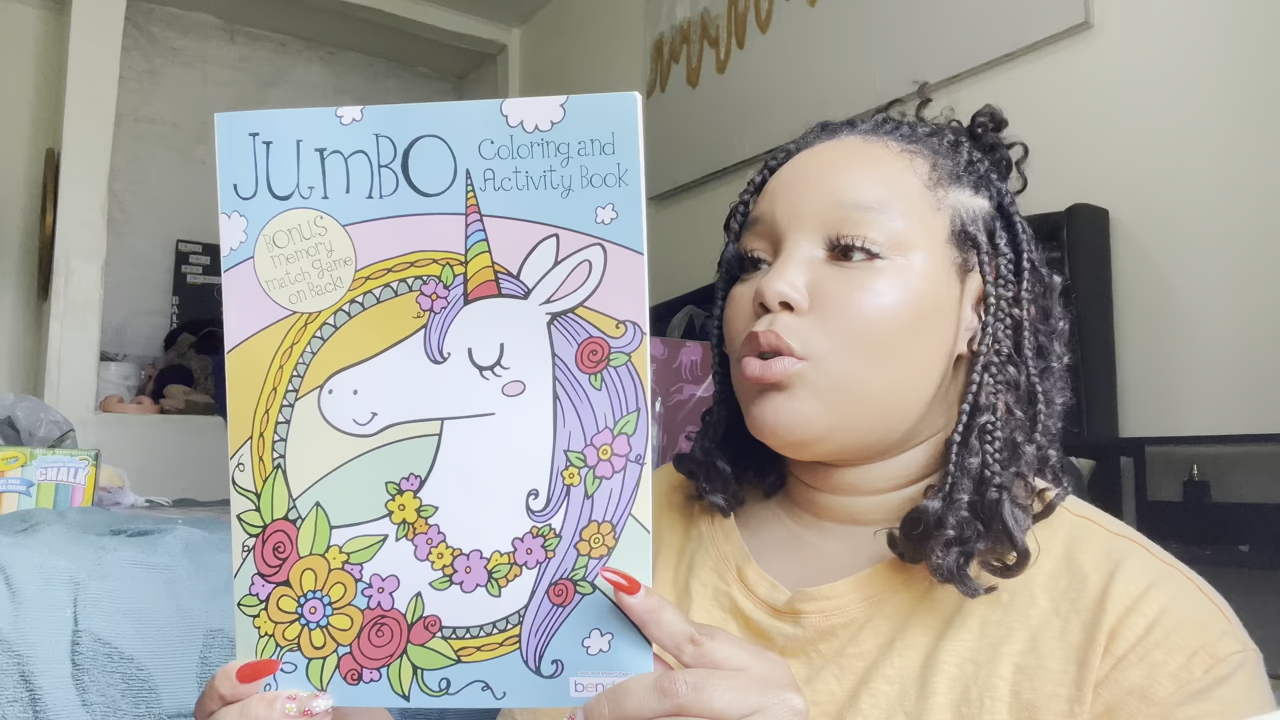 JUMBO
Coloring and
Activity Book
BONUS
memory
match game
on Back!
CHALK